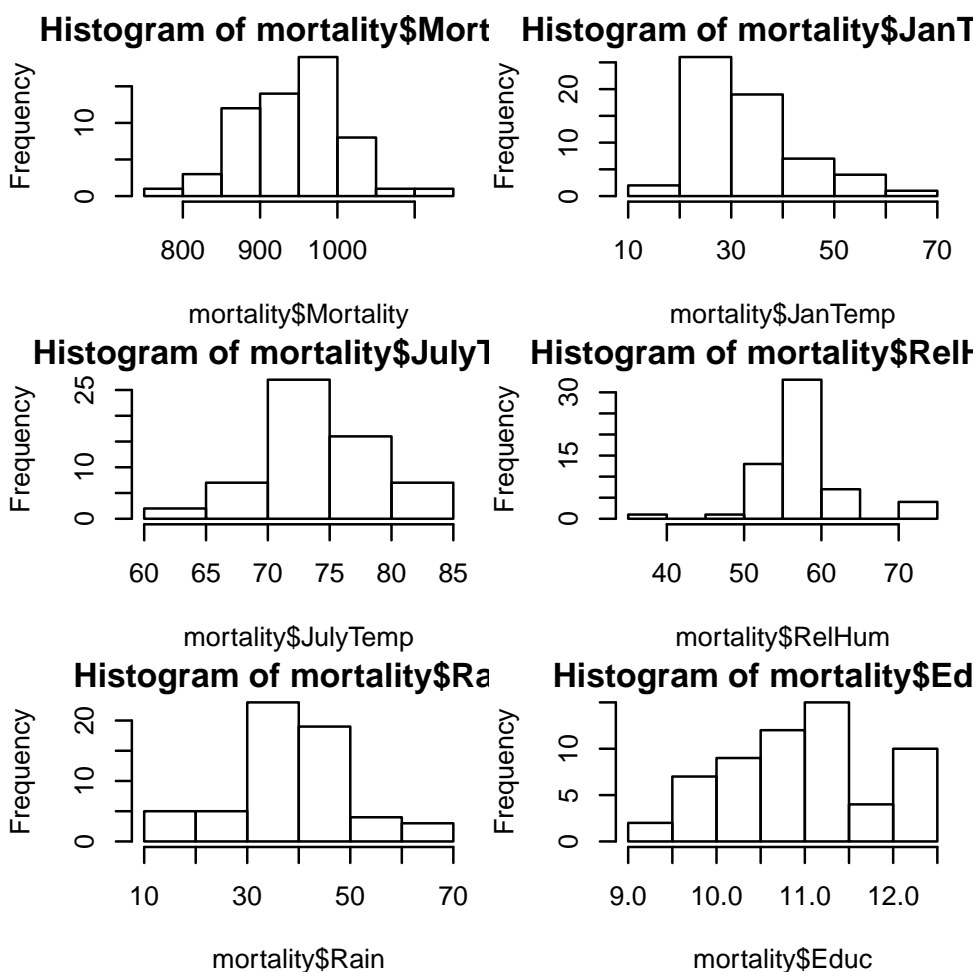 Histogram of mortality$Mort
Frequency
0 10
800 900 1000
mortality$Mortality
Histogram of mortality$JanT
Frequency
0 10 20
10 30 50 70
mortality$JanTemp
Histogram of mortality$JulyT
Frequency
0 10 25
60 65 70 75 80 85
mortality$JulyTemp
Histogram of mortality$RelH
Frequency
0 15 30
40 50 60 70
mortality$RelHum
Histogram of mortality$Ra
Frequency
0 10 20
10 30 50 70
mortality$Rain
Histogram of mortality$Ed
Frequency
0 5 10
9.0 10.0 11.0 12.0
mortality$Educ